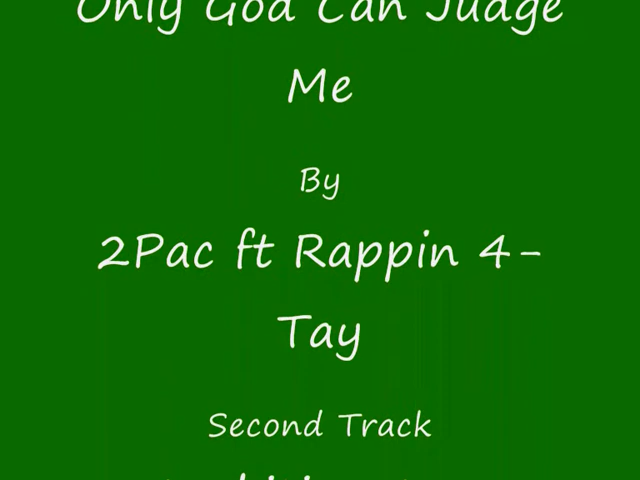 Only God Can Judge
Me
By
2Pac ft Rappin 4-
Tay
Second Track